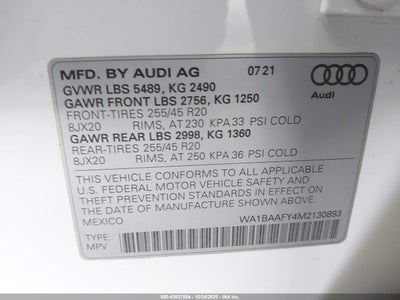 MFD. BY AUDI AG 07 21
GVWR LBS 5489, KG 2490
GAWR FRONT LBS 2756, KG 1250
FRONT-TIRES 255/45 R20
8JX20 RIMS, AT 230 KPA 33 PSI COLD
GAWR REAR LBS 2998, KG 1360
REAR-TIRES 255/45 R20
8JX20 RIMS, AT 250 KPA 36 PSI COLD
Audi
THIS VEHICLE CONFORMS TO ALL APPLICABLE
U.S. FEDERAL MOTOR VEHICLE SAFETY AND
THEFT PREVENTION STANDARDS IN EFFECT ON
THE DATE OF MANUFACTURE SHOWN ABOVE
MEXICO WA1BAAFY4M2130893
TYPE:
MPV